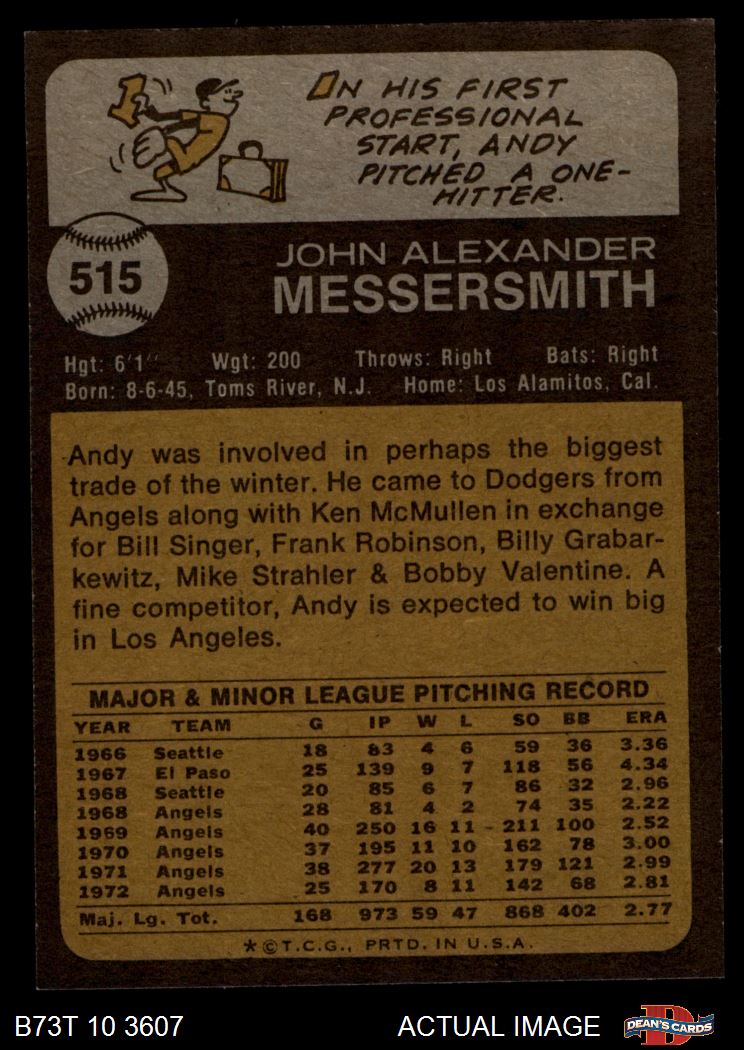 1
IN HIS FIRST
PROFESSIONAL
START, ANDY
PITCHED A ONE-
HITTER.
515
JOHN ALEXANDER
MESSERSMITH
Hgt: 6'1" Wgt: 200 Throws: Right Bats: Right
Born: 8-6-45, Toms River, N.J. Home: Los Alamitos, Cal.
Andy was involved in perhaps the biggest
trade of the winter. He came to Dodgers from
Angels along with Ken McMullen in exchange
for Bill Singer, Frank Robinson, Billy Grabar-
kewitz, Mike Strahler & Bobby Valentine. A
fine competitor, Andy is expected to win big
in Los Angeles.
MAJOR & MINOR LEAGUE PITCHING RECORD
YEAR TEAM G IP W L SO BB ERA
1966 Seattle 18 83 4 6 59 36 3.36
1967 El Paso 25 139 9 7 118 56 4.34
1968 Seattle 20 85 6 7 86 32 2.96
1968 Angels 28 81 4 2 74 35 2.22
1969 Angels 40 250 16 11 211 100 2.52
1970 Angels 37 195 11 10 162 78 3.00
1971 Angels 38 277 20 13 179 121 2.99
1972 Angels 25 170 8 11 142 68 2.81
Maj. Lg. Tot. 168 973 59 47 868 402 2.77
*©T.C.G., PRTD. IN U.S.A.
B73T 10 3607 ACTUAL IMAGE DEAN'S CARDS